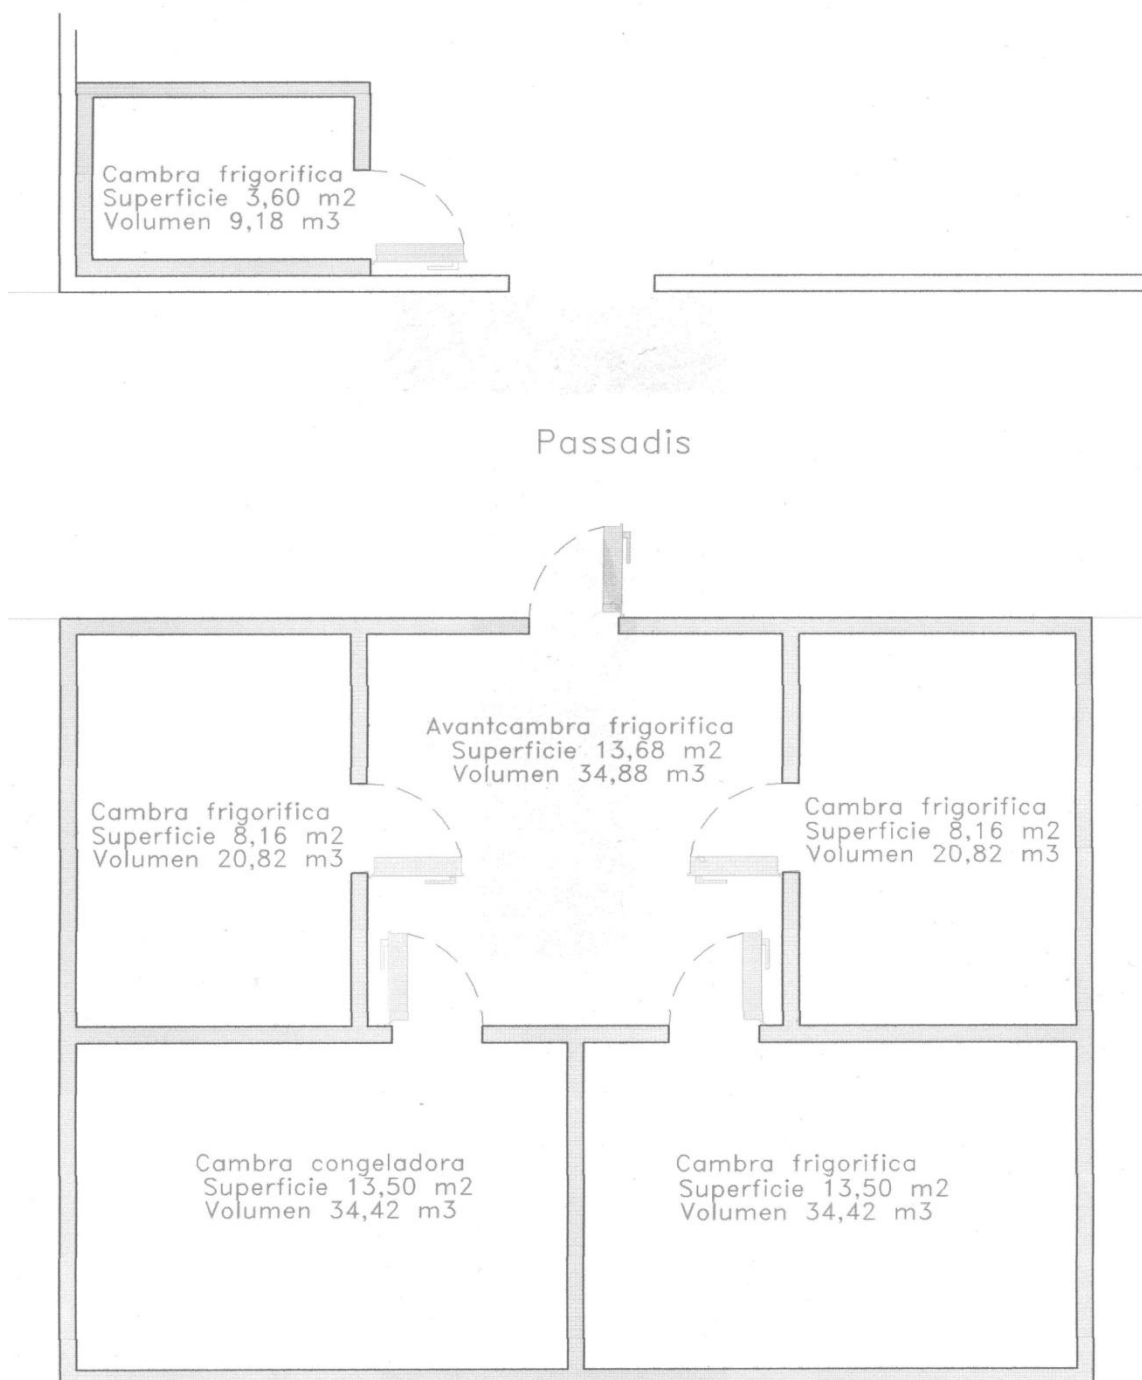 Cambra frigorifica
Superficie 3,60 m2
Volumen 9,18 m3
Passadis
Avantcambra frigorifica
Superficie 13,68 m2
Volumen 34,88 m3
Cambra frigorifica
Superficie 8,16 m2
Volumen 20,82 m3
Cambra frigorifica
Superficie 8,16 m2
Volumen 20,82 m3
Cambra congeladora
Superficie 13,50 m2
Volumen 34,42 m3
Cambra frigorifica
Superficie 13,50 m2
Volumen 34,42 m3